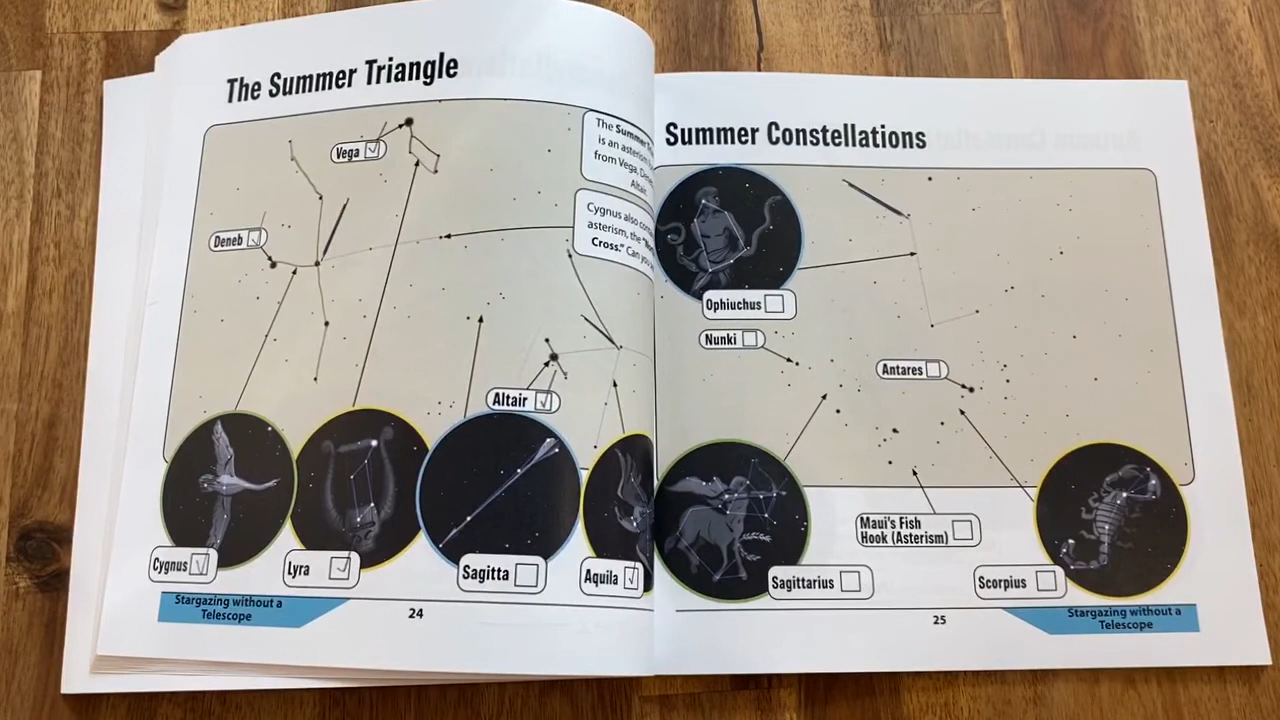 The Summer Triangle
Vega
Deneb
The Summer
is an asterism
from Vega,
Altair.
Cygnus also
asterism, the
Cross." Can you
Altair
Cygnus
Lyra
Sagitta
Aquila
Stargazing without a
Telescope
24
Summer Constellations
Ophiuchus
Nunki
Antares
Maui's Fish
Hook (Asterism)
Sagittarius
Scorpius
25
Stargazing without a
Telescope